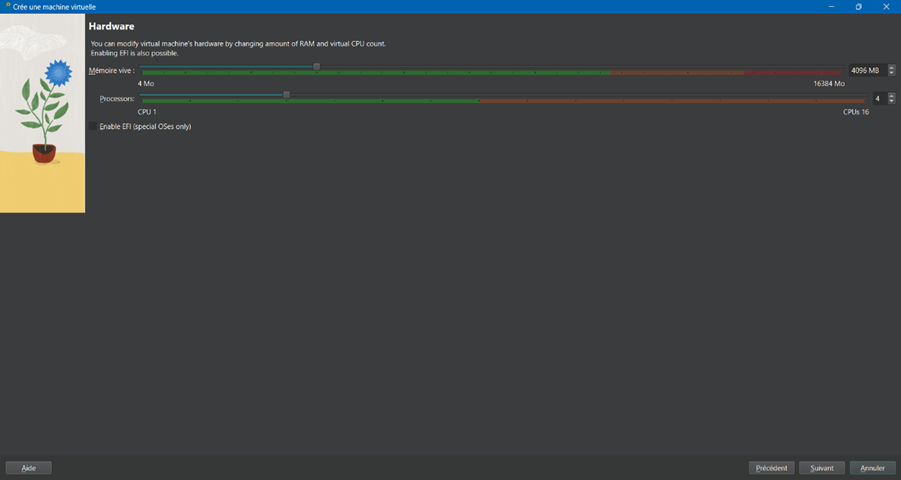 Crée une machine virtuelle
Hardware
You can modify virtual machine's hardware by changing amount of RAM and virtual CPU count.
Enabling EFI is also possible.
Mémoire vive : 4096 MB
4 Mo 16384 Mo
Processors: 4
CPU 1 CPUs 16
Enable EFI (special OSes only)
Aide Précédent Suivant Annuler